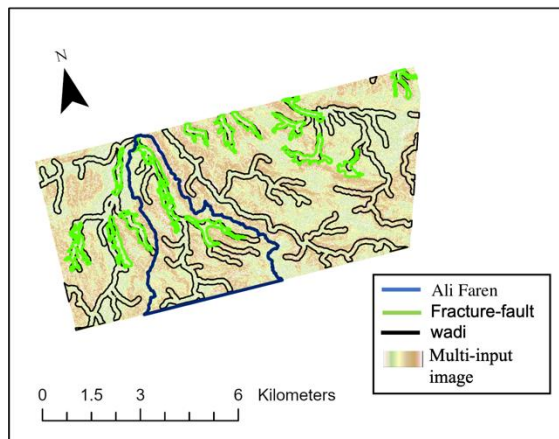 N
Ali Faren
Fracture-fault
wadi
Multi-input
image
0 1.5 3 6 Kilometers